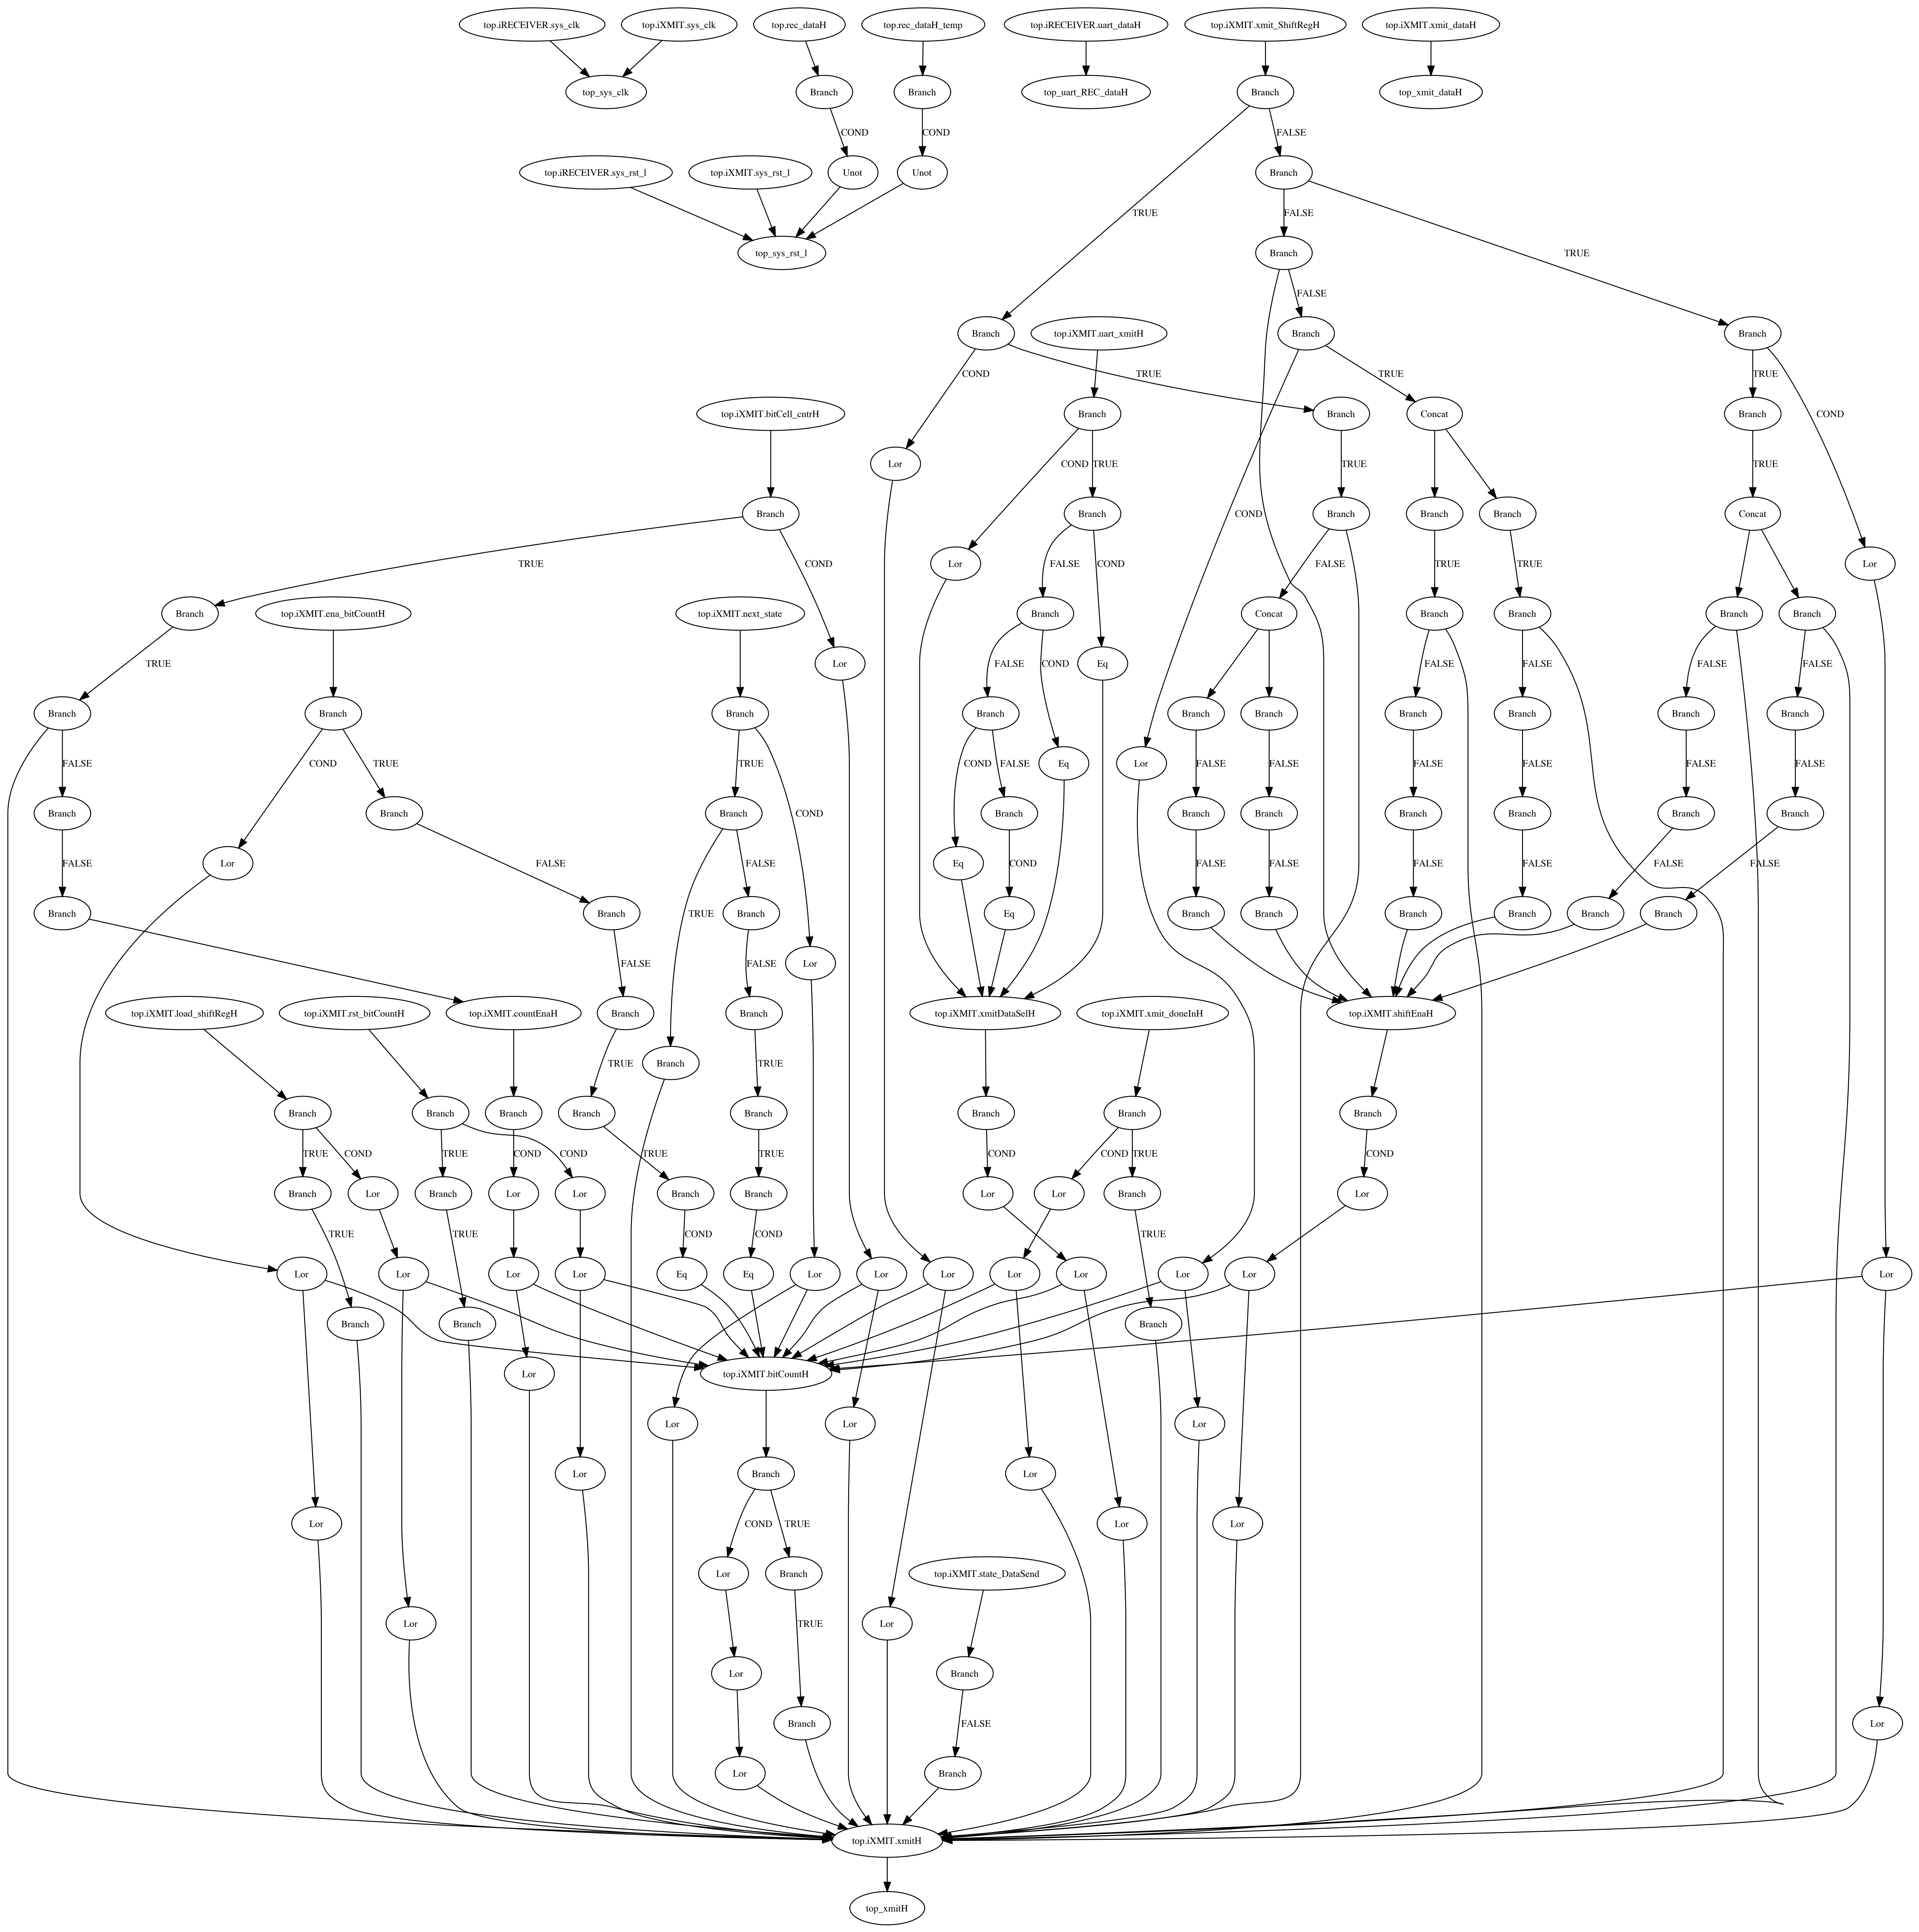 top.iRECEIVER.sys_clk top.iXMIT.sys_clk top.rec_dataH top.rec_dataH_temp top.iRECEIVER.uart_dataH top.iXMIT.xmit_ShiftRegH top.iXMIT.xmit_dataH
top_sys_clk Branch Branch top_uart_REC_dataH Branch top_xmit_dataH
COND COND FALSE
top.iRECEIVER.sys_rst_l top.iXMIT.sys_rst_l Unot Unot Branch
TRUE FALSE
top_sys_rst_l Branch TRUE
FALSE
Branch top.iXMIT.uart_xmitH Branch Branch
COND TRUE TRUE TRUE
top.iXMIT.bitCell_cntrH Branch Branch Concat Branch COND
Lor COND TRUE TRUE TRUE
Branch Branch Branch COND Branch Branch Concat
TRUE COND Lor FALSE COND FALSE TRUE TRUE Lor
Branch top.iXMIT.ena_bitCountH top.iXMIT.next_state Branch Concat Branch Branch Branch Branch
TRUE Lor FALSE COND Eq FALSE FALSE FALSE FALSE
Branch Branch Branch Branch Branch Branch Branch Branch Branch Branch
FALSE COND TRUE TRUE COND FALSE Eq Lor FALSE FALSE FALSE FALSE FALSE FALSE
Branch Branch Branch COND Branch Branch Branch Branch Branch Branch Branch
FALSE Lor FALSE FALSE Eq COND FALSE FALSE FALSE FALSE FALSE FALSE
Branch Branch TRUE Branch Eq Branch Branch Branch Branch Branch Branch
FALSE FALSE Lor
top.iXMIT.load_shiftRegH top.iXMIT.rst_bitCountH top.iXMIT.countEnaH Branch Branch top.iXMIT.xmitDataSelH top.iXMIT.xmit_doneInH top.iXMIT.shiftEnaH
TRUE Branch TRUE
Branch Branch Branch Branch Branch Branch Branch Branch
TRUE COND TRUE COND COND TRUE TRUE COND COND TRUE COND
Branch Lor Branch Lor Lor Branch Branch Lor Lor Branch Lor
TRUE TRUE COND COND TRUE
Lor Lor Lor Lor Eq Eq Lor Lor Lor Lor Lor Lor Lor Lor
Branch Branch Branch
Lor top.iXMIT.bitCountH
Lor Lor Lor
Lor Branch Lor
Lor COND TRUE Lor Lor
Lor Branch top.iXMIT.state_DataSend
Lor TRUE Lor
Lor Branch
Branch FALSE Lor
Lor Branch
top.iXMIT.xmitH
top_xmitH